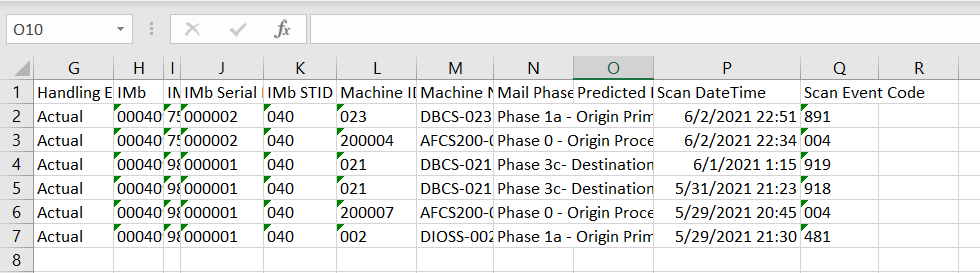 O10 fx
G H I J K L M N O P Q R
1 Handling E IMb IM IMb Serial I IMb STID Machine ID Machine N Mail Phase Predicted I Scan DateTime Scan Event Code
2 Actual 00040 75 000002 040 023 DBCS-023 Phase 1a - Origin Prim 6/2/2021 22:51 891
3 Actual 00040 75 000002 040 200004 AFCS200-0 Phase 0 - Origin Proce 6/2/2021 22:34 004
4 Actual 00040 98 000001 040 021 DBCS-021 Phase 3c- Destination 6/1/2021 1:15 919
5 Actual 00040 98 000001 040 021 DBCS-021 Phase 3c- Destination 5/31/2021 21:23 918
6 Actual 00040 98 000001 040 200007 AFCS200-0 Phase 0 - Origin Proce 5/29/2021 20:45 004
7 Actual 00040 98 000001 040 002 DIOSS-002 Phase 1a - Origin Prim 5/29/2021 21:30 481
8